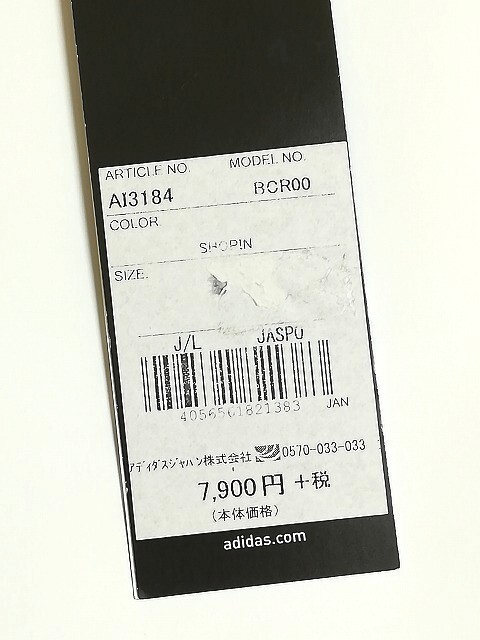 ARTICLE NO. MODEL NO.
AI3184 BCR00
COLOR
SHOPIN
SIZE.
J/L JASPO
4056561821383 JAN
アディダスジャパン株式会社 0570-033-033
7,900円 +税
(本体価格)
adidas.com